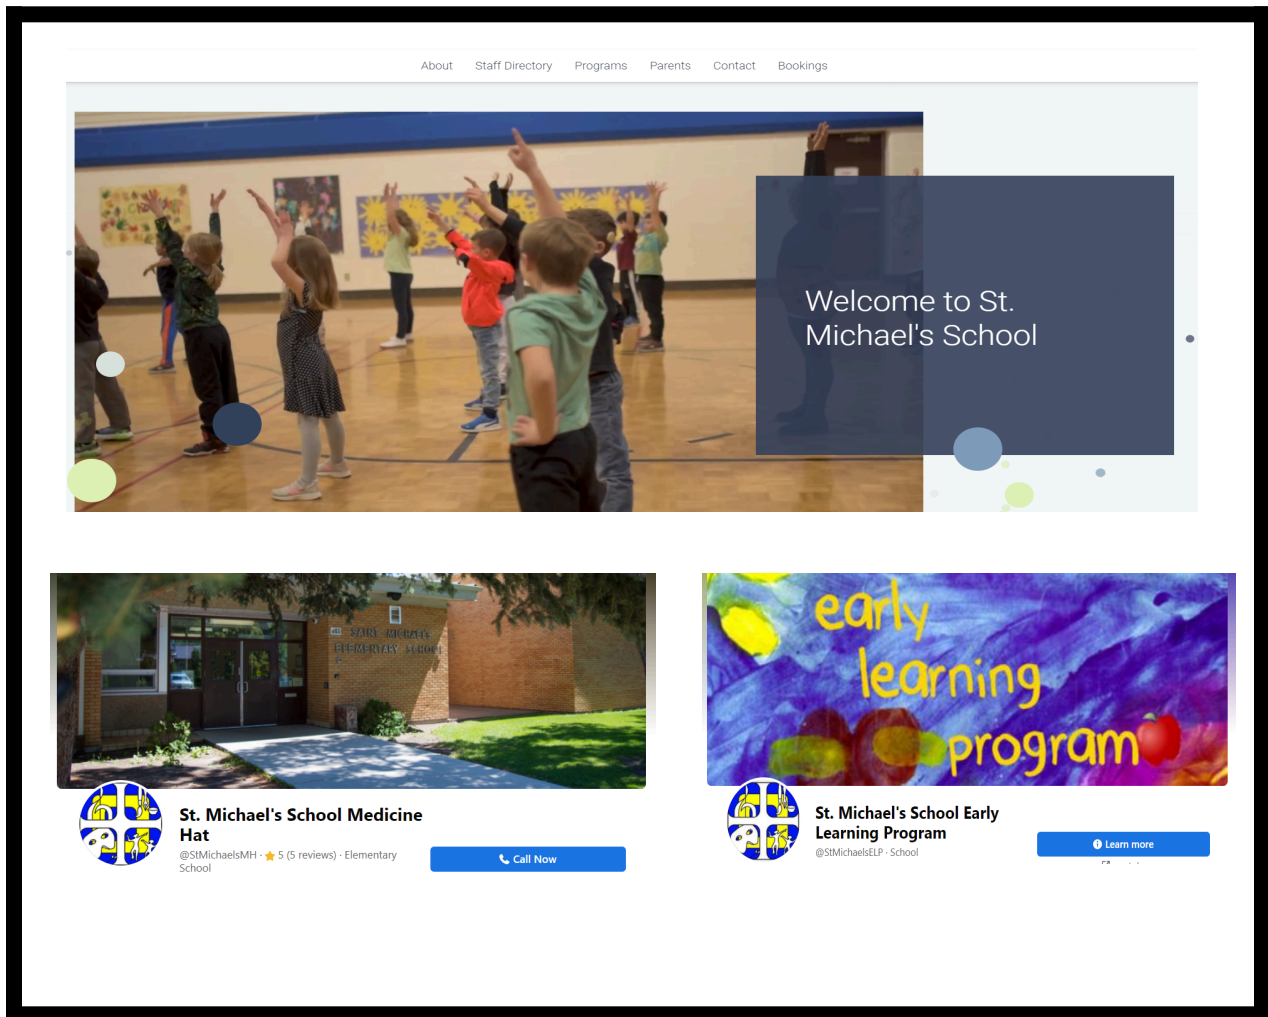 About Staff Directory Programs Parents Contact Bookings
Welcome to St.
Michael's School
SAINT MICHAEL'S
ELEMENTARY SCHOOL
early
learning
program
St. Michael's School Medicine
Hat
@StMichaelsMH · 5 (5 reviews) · Elementary
School
Call Now
St. Michael's School Early
Learning Program
@StMichaelsELP · School
Learn more